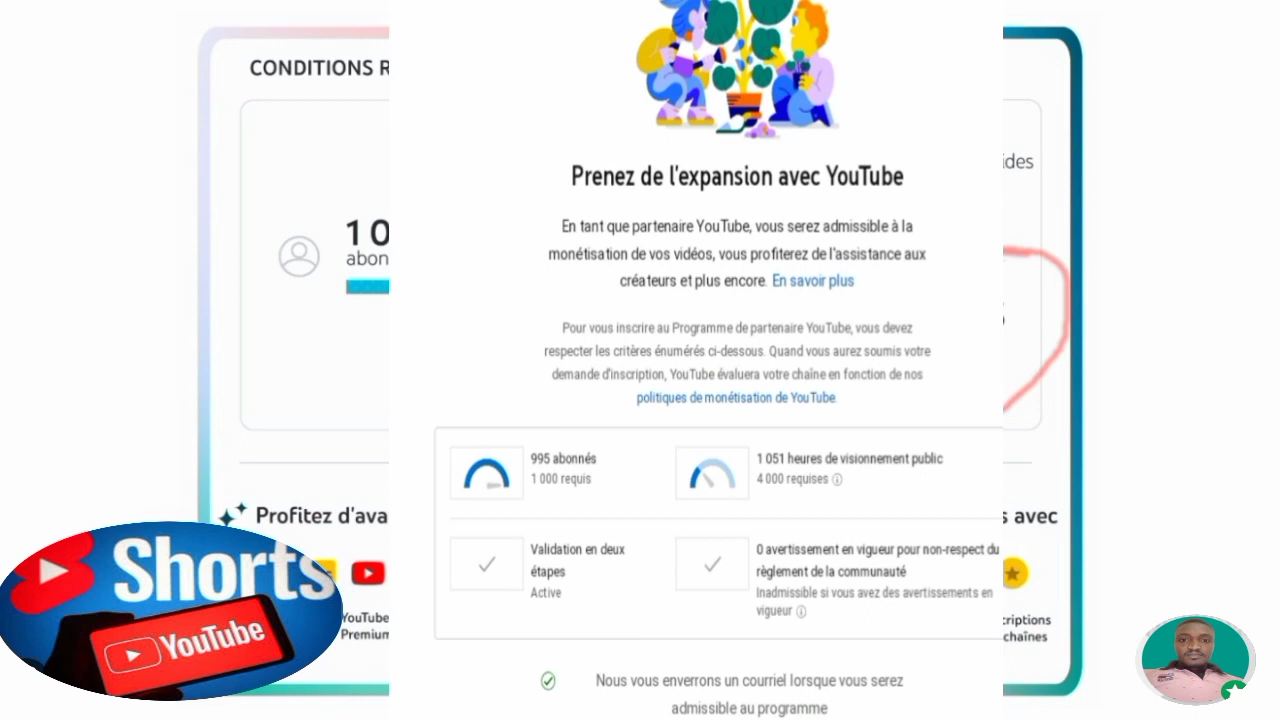 CONDITIONS R
ides
10
abon
Prenez de l'expansion avec YouTube
En tant que partenaire YouTube, vous serez admissible à la
monétisation de vos vidéos, vous profiterez de l'assistance aux
créateurs et plus encore. En savoir plus
Pour vous inscrire au Programme de partenaire YouTube, vous devez
respecter les critères énumérés ci-dessous. Quand vous aurez soumis votre
demande d'inscription, YouTube évaluera votre chaîne en fonction de nos
politiques de monétisation de YouTube.
995 abonnés
1 000 requis
1 051 heures de visionnement public
4 000 requises
Validation en deux
étapes
Active
0 avertissement en vigueur pour non-respect du
règlement de la communauté
Inadmissible si vous avez des avertissements en
vigueur
Nous vous enverrons un courriel lorsque vous serez
admissible au programme
Profitez d'ava
s avec
YouTube
Premium
criptions
chaînes
Shorts
YouTube